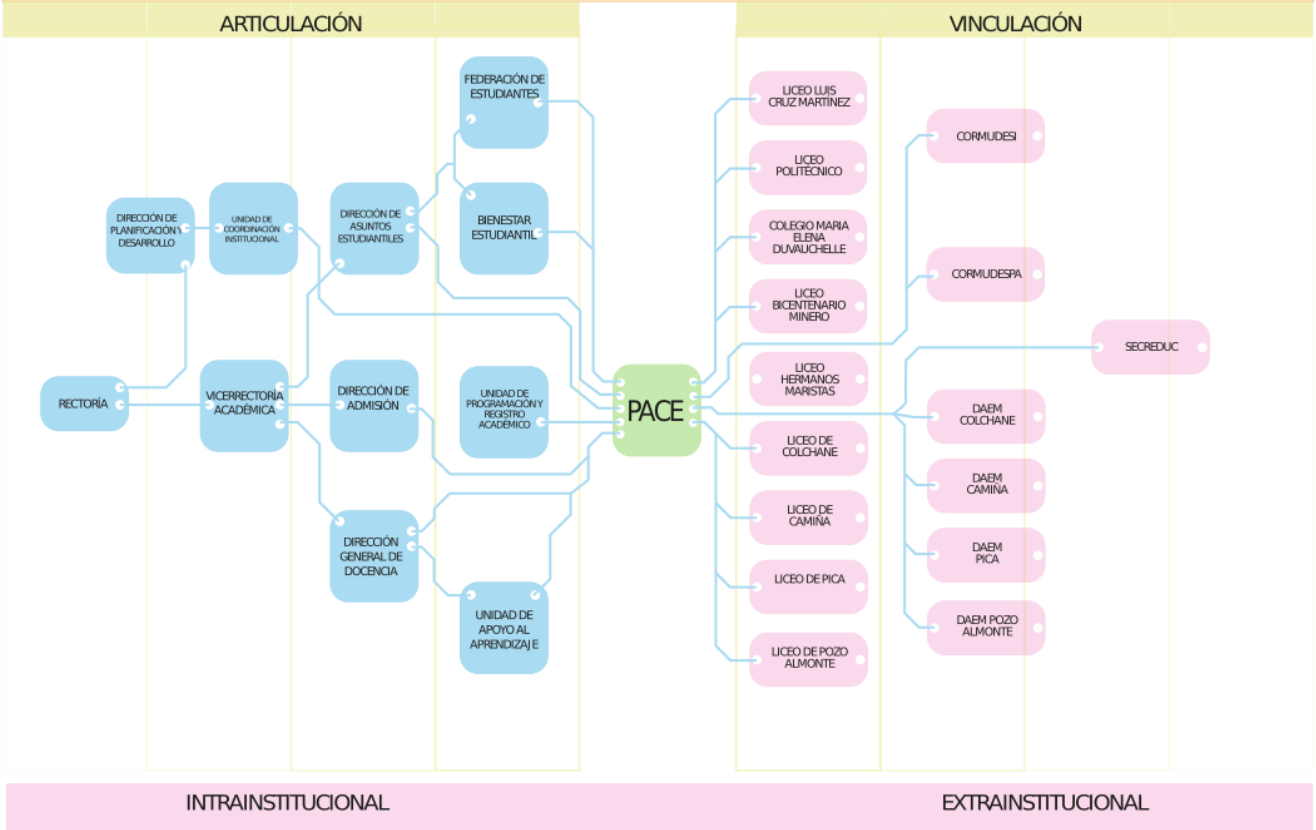 ARTICULACIÓN
VINCULACIÓN
FEDERACIÓN DE
ESTUDIANTES
BIENESTAR
ESTUDIANTIL
DIRECCIÓN DE
PLANIFICACIÓN Y
DESARROLLO
UNIDAD DE
COORDINACIÓN
INSTITUCIONAL
DIRECCIÓN DE
ASUNTOS
ESTUDIANTILES
RECTORÍA
VICERRECTORÍA
ACADÉMICA
DIRECCIÓN DE
ADMISIÓN
UNIDAD DE
PROGRAMACIÓN Y
REGISTRO
ACADÉMICO
DIRECCIÓN
GENERAL DE
DOCENCIA
UNIDAD DE
APOYO AL
APRENDIZAJE
PACE
LICEO LUIS
CRUZ MARTÍNEZ
LICEO
POLITÉCNICO
COLEGIO MARIA
ELENA
DUVAUCHELLE
LICEO
BICENTENARIO
MINERO
LICEO
HERMANOS
MARISTAS
LICEO DE
COLCHANE
LICEO DE
CAMIÑA
LICEO DE PICA
LICEO DE POZO
ALMONTE
CORMUDESI
CORMUDESPA
SECREDUC
DAEM
COLCHANE
DAEM
CAMIÑA
DAEM
PICA
DAEM POZO
ALMONTE
INTRAINSTITUCIONAL
EXTRAINSTITUCIONAL